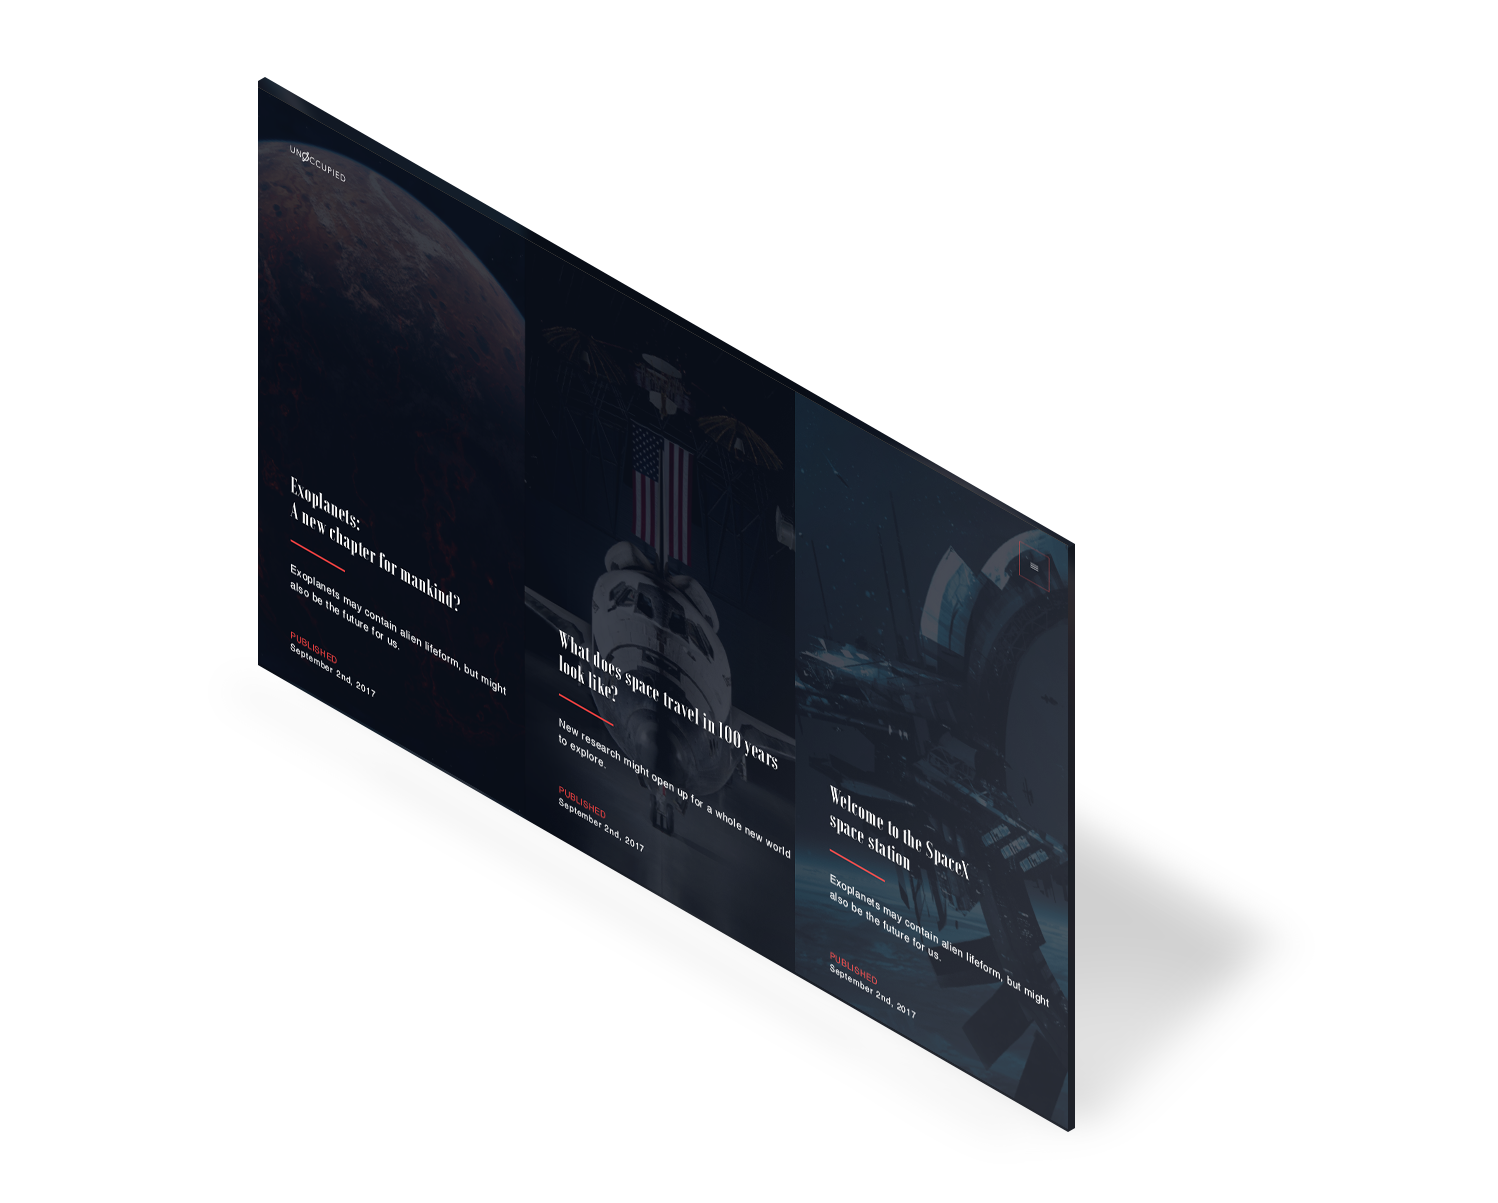 UNØCCUPIED
Exoplanets:
A new chapter for mankind?
Exoplanets may contain alien lifeform, but might
also be the future for us.
PUBLISHED
September 2nd, 2017
What does space travel in 100 years
look like?
New research might open up for a whole new world
to explore.
PUBLISHED
September 2nd, 2017
Welcome to the SpaceX
space station
Exoplanets may contain alien lifeform, but might
also be the future for us.
PUBLISHED
September 2nd, 2017